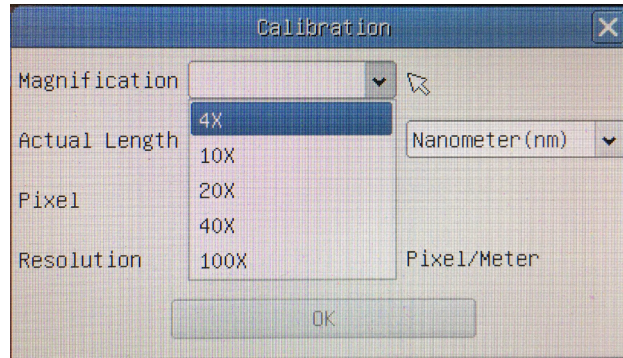 Calibration
Magnification
4X
Actual Length
Nanometer(nm)
10X
20X
Pixel
40X
Resolution
100X
Pixel/Meter
OK